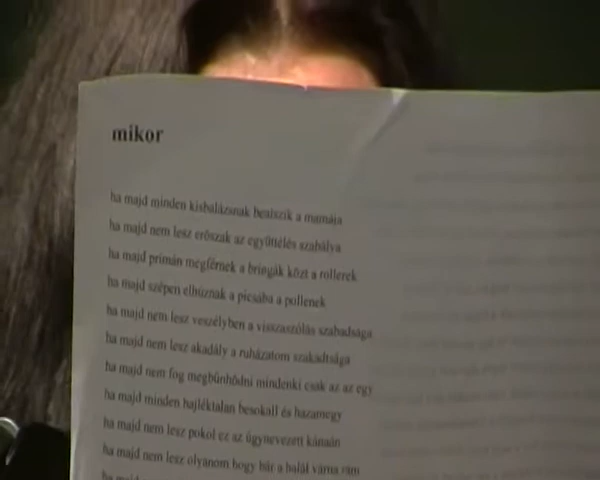 mikor
ha majd minden kisbalázsnak bealszik a mamája
ha majd nem lesz erőszak az együttélés szabálya
ha majd prímán megférnek a bringák közt a rollerek
ha majd szépen elhúznak a picsába a pollenek
ha majd nem lesz veszélyben a visszaszólás szabadsága
ha majd nem lesz akadály a ruházatom szakadtsága
ha majd nem fog megbűnhődni mindenki csak az az egy
ha majd minden hajléktalan besokall és hazamegy
ha majd nem lesz pokol ez az úgynevezett kánaán
ha majd nem lesz olyanom hogy bár a halál várna rám